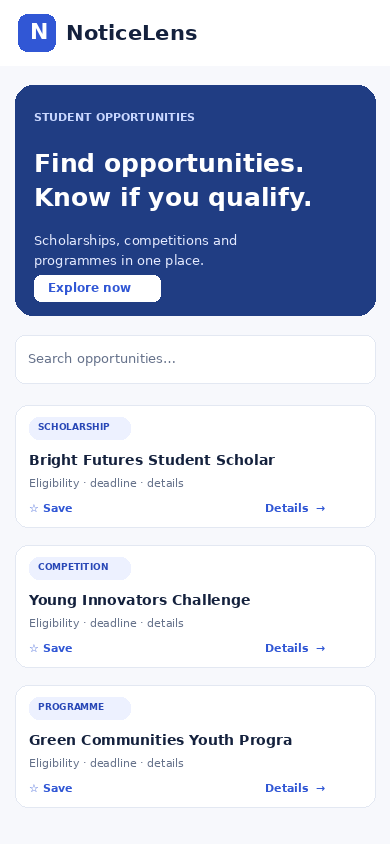 N NoticeLens
STUDENT OPPORTUNITIES
Find opportunities.
Know if you qualify.
Scholarships, competitions and
programmes in one place.
Explore now
Search opportunities...
SCHOLARSHIP
Bright Futures Student Scholar
Eligibility · deadline · details
☆ Save Details →
COMPETITION
Young Innovators Challenge
Eligibility · deadline · details
☆ Save Details →
PROGRAMME
Green Communities Youth Progra
Eligibility · deadline · details
☆ Save Details →